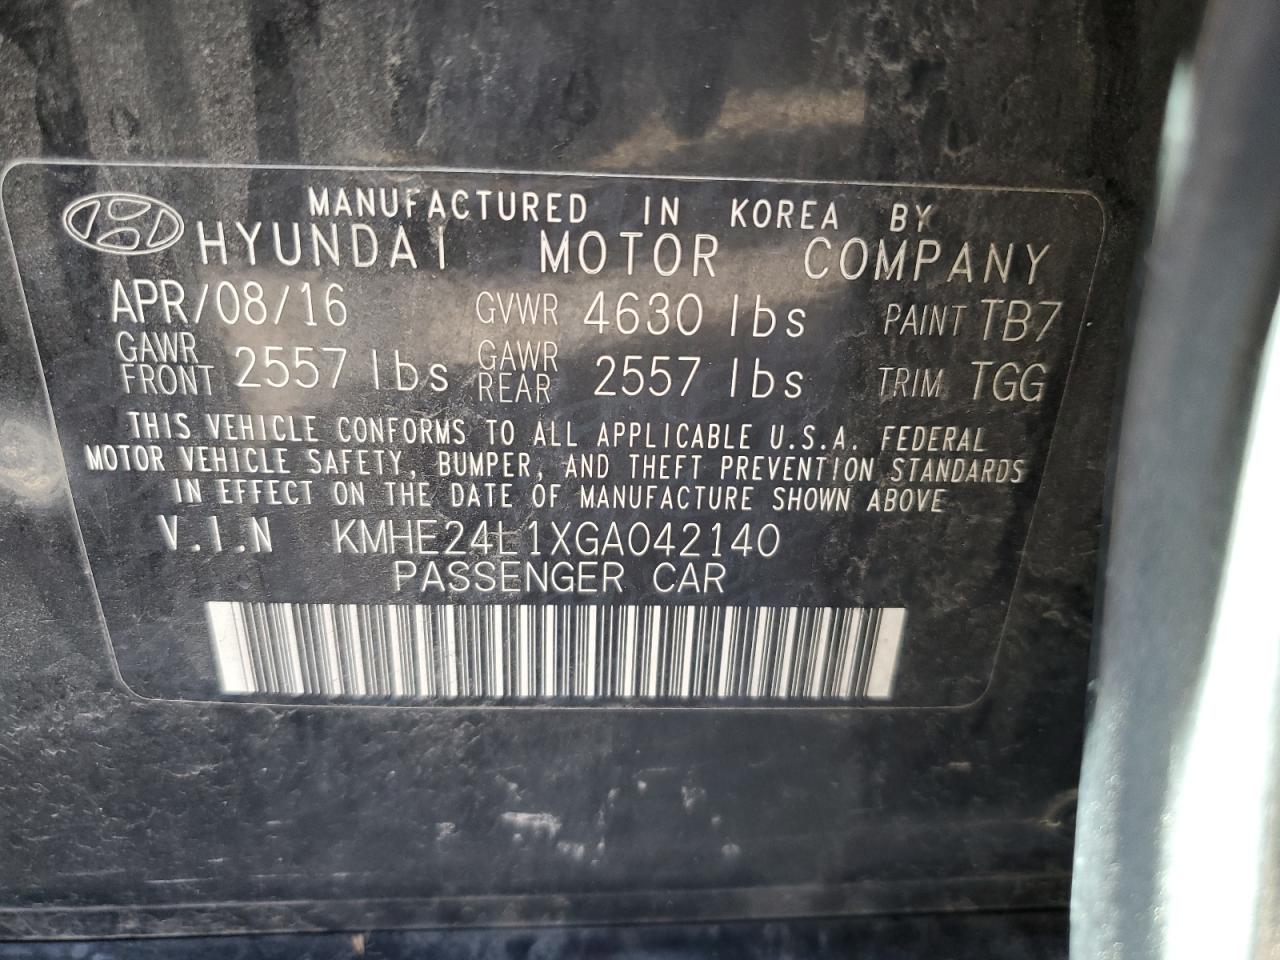 MANUFACTURED IN KOREA BY
HYUNDAI MOTOR COMPANY
APR/08/16 GVWR 4630 lbs PAINT TB7
GAWR FRONT 2557 lbs GAWR REAR 2557 lbs TRIM TGG
THIS VEHICLE CONFORMS TO ALL APPLICABLE U.S.A. FEDERAL
MOTOR VEHICLE SAFETY, BUMPER, AND THEFT PREVENTION STANDARDS
IN EFFECT ON THE DATE OF MANUFACTURE SHOWN ABOVE
V.I.N KMHE24L1XGA042140
PASSENGER CAR